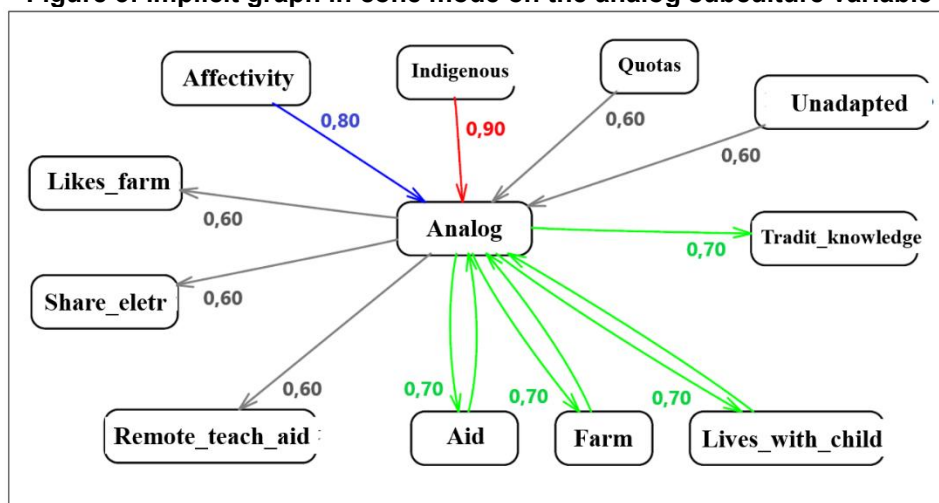 Figure 5: Implicit graph in cone mode on the analog subculture variable
Affectivity
Indigenous
Quotas
Unadapted
0,80
0,90
0,60
0,60
Likes_farm
0,60
Analog
Tradit_knowledge
0,70
Share_eletr
0,60
0,60
0,70
0,70
0,70
Remote_teach_aid
Aid
Farm
Lives_with_child